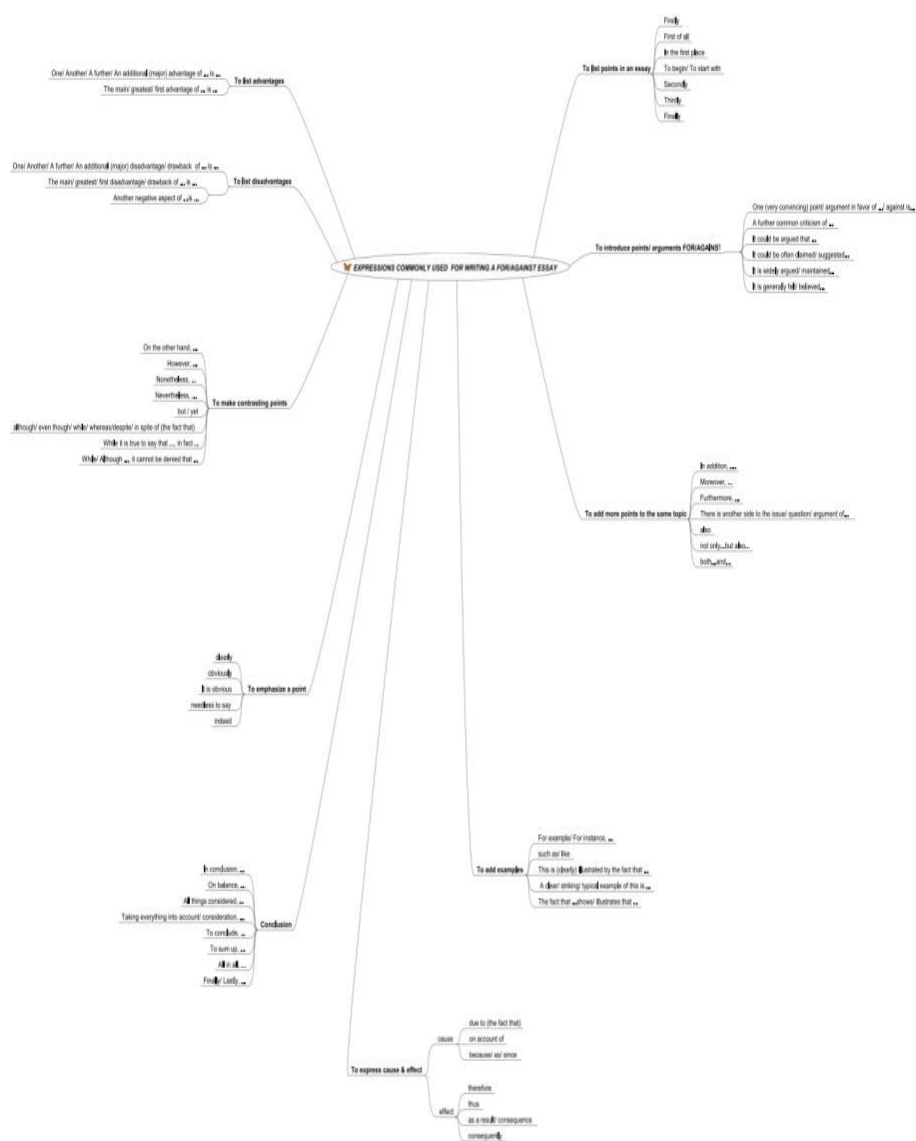 EXPRESSIONS COMMONLY USED FOR WRITING A FOR/AGAINST ESSAY
To list advantages
One/ Another/ A further/ An additional (major) advantage of ... is ...
The main/ greatest/ first advantage of ... is ...
To list disadvantages
One/ Another/ A further/ An additional (major) disadvantage/ drawback of ... is ...
The main/ greatest/ first disadvantage/ drawback of ... is ...
Another negative aspect of ...is ...
To make contrasting points
On the other hand, ...
However, ...
Nonetheless, ...
Nevertheless, ...
but / yet
although/ even though/ while/ whereas/despite/ in spite of (the fact that)
While it is true to say that ..., in fact ...
While/ Although ..., it cannot be denied that ...
To emphasize a point
clearly
obviously
It is obvious
needless to say
indeed
Conclusion
In conclusion, ...
On balance, ...
All things considered, ...
Taking everything into account/ consideration, ...
To conclude, ...
To sum up, ...
All in all, ...
Finally/ Lastly, ...
To list points in an essay
Firstly
First of all
In the first place
To begin/ To start with
Secondly
Thirdly
Finally
To introduce points/ arguments FOR/AGAINST
One (very convincing) point/ argument in favor of .../ against is...
A further common criticism of ...
It could be argued that ...
It could be often claimed/ suggested...
It is widely argued/ maintained...
It is generally felt/ believed...
To add more points to the same topic
In addition, ...
Moreover, ...
Furthermore, ...
There is another side to the issue/ question/ argument of...
also
not only...but also...
both...and...
To add examples
For example/ For instance, ...
such as/ like
This is (clearly) illustrated by the fact that ...
A clear/ striking/ typical example of this is ...
The fact that ...shows/ illustrates that ...
To express cause & effect
cause
due to (the fact that)
on account of
because/ as/ since
effect
therefore
thus
as a result/ consequence
consequently